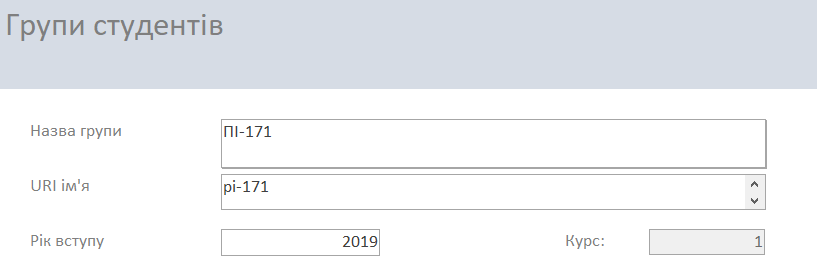 Групи студентів
Назва групи ПІ-171
URI ім'я pi-171
Рік вступу 2019 Курс: 1